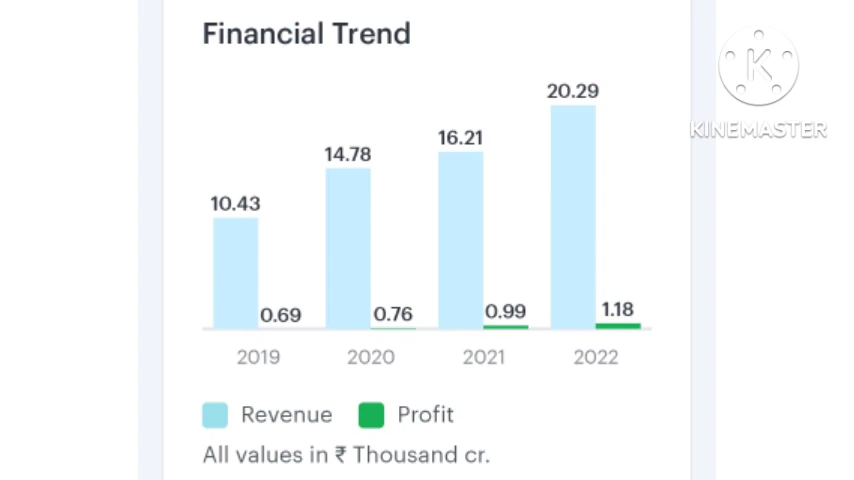 Financial Trend
20.29
16.21
14.78
10.43
0.69
0.76
0.99
1.18
2019
2020
2021
2022
Revenue
Profit
All values in ₹ Thousand cr.
K
KINEMASTER